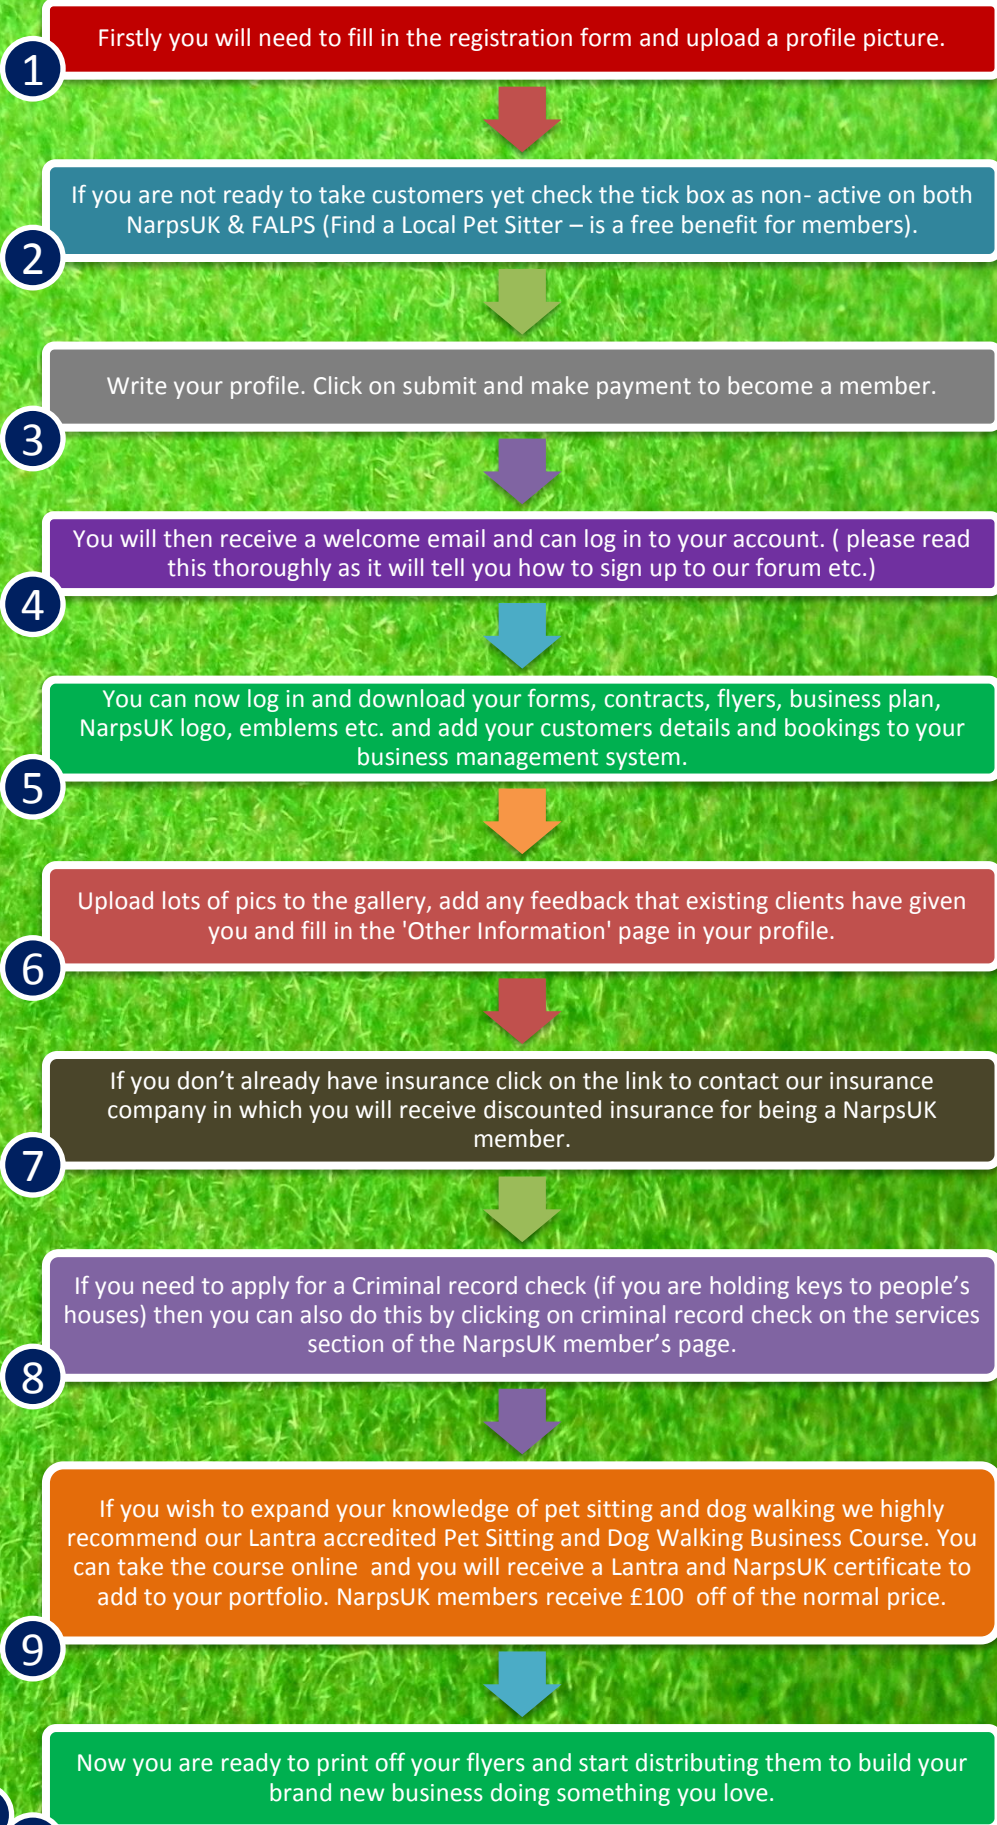 Firstly you will need to fill in the registration form and upload a profile picture.
1
If you are not ready to take customers yet check the tick box as non- active on both
NarpsUK & FALPS (Find a Local Pet Sitter – is a free benefit for members).
2
Write your profile. Click on submit and make payment to become a member.
3
You will then receive a welcome email and can log in to your account. ( please read
this thoroughly as it will tell you how to sign up to our forum etc.)
4
You can now log in and download your forms, contracts, flyers, business plan,
NarpsUK logo, emblems etc. and add your customers details and bookings to your
business management system.
5
Upload lots of pics to the gallery, add any feedback that existing clients have given
you and fill in the 'Other Information' page in your profile.
6
If you don’t already have insurance click on the link to contact our insurance
company in which you will receive discounted insurance for being a NarpsUK
member.
7
If you need to apply for a Criminal record check (if you are holding keys to people’s
houses) then you can also do this by clicking on criminal record check on the services
section of the NarpsUK member’s page.
8
If you wish to expand your knowledge of pet sitting and dog walking we highly
recommend our Lantra accredited Pet Sitting and Dog Walking Business Course. You
can take the course online  and you will receive a Lantra and NarpsUK certificate to
add to your portfolio. NarpsUK members receive £100  off of the normal price.
9
Now you are ready to print off your flyers and start distributing them to build your
brand new business doing something you love.